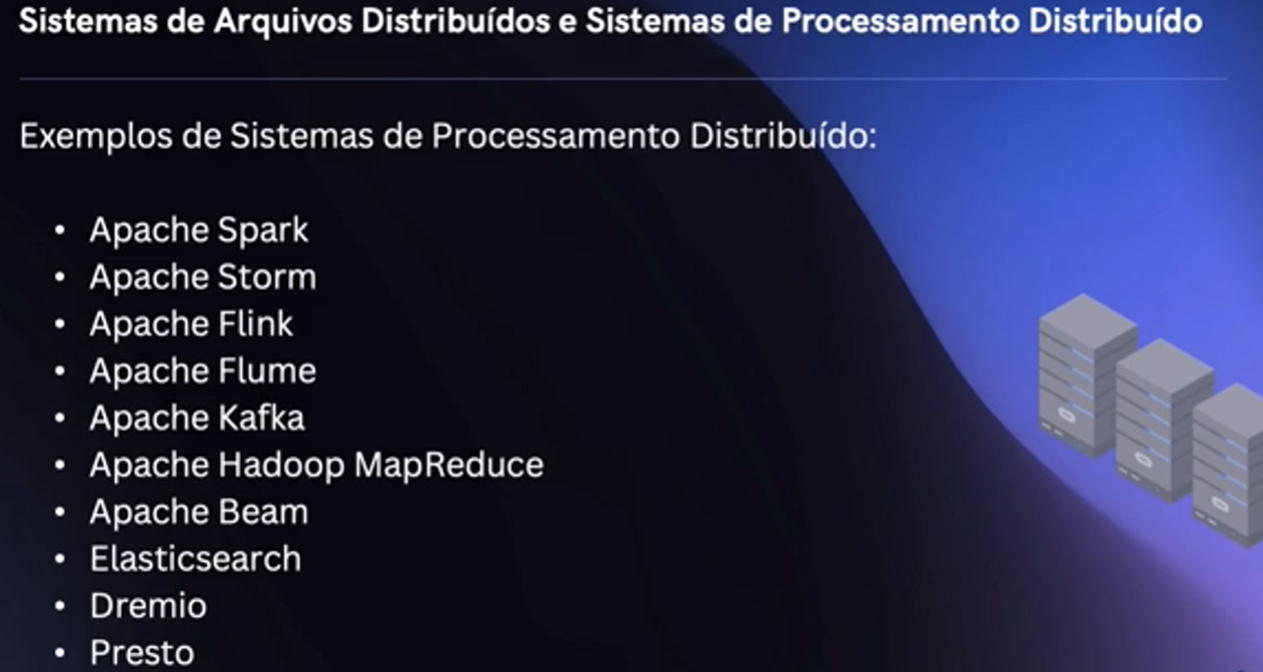 Sistemas de Arquivos Distribuídos e Sistemas de Processamento Distribuído
Exemplos de Sistemas de Processamento Distribuído:
• Apache Spark
• Apache Storm
• Apache Flink
• Apache Flume
• Apache Kafka
• Apache Hadoop MapReduce
• Apache Beam
• Elasticsearch
• Dremio
• Presto